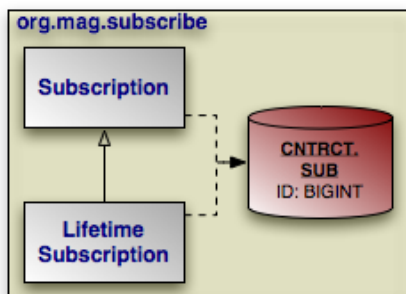 org.mag.subscribe
Subscription
CNTRCT.
SUB
ID: BIGINT
Lifetime
Subscription